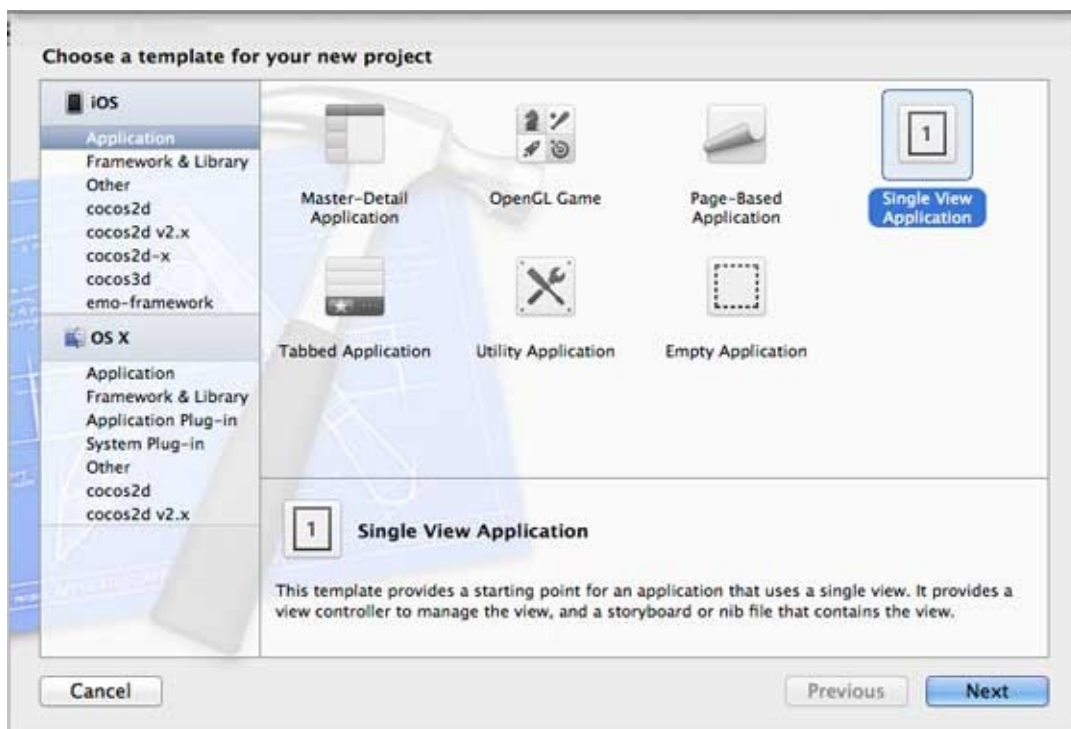 Choose a template for your new project
iOS
Application
Framework & Library
Other
cocos2d
cocos2d v2.x
cocos2d-x
cocos3d
emo-framework
OS X
Application
Framework & Library
Application Plug-in
System Plug-in
Other
cocos2d
cocos2d v2.x
Master-Detail
Application
OpenGL Game
Page-Based
Application
1
Single View
Application
Tabbed Application
Utility Application
Empty Application
1
Single View Application
This template provides a starting point for an application that uses a single view. It provides a
view controller to manage the view, and a storyboard or nib file that contains the view.
Cancel
Previous
Next